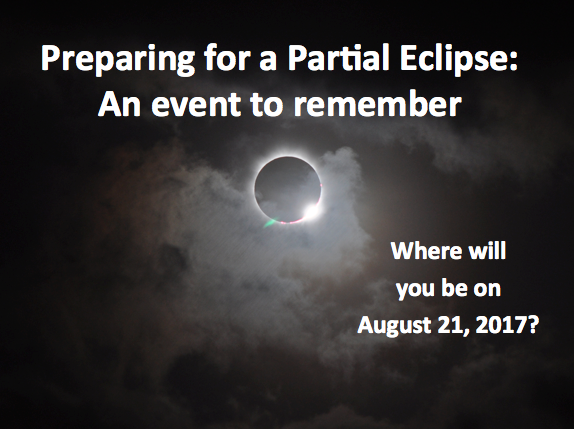 Preparing for a Partial Eclipse:
An event to remember
Where will
you be on
August 21, 2017?